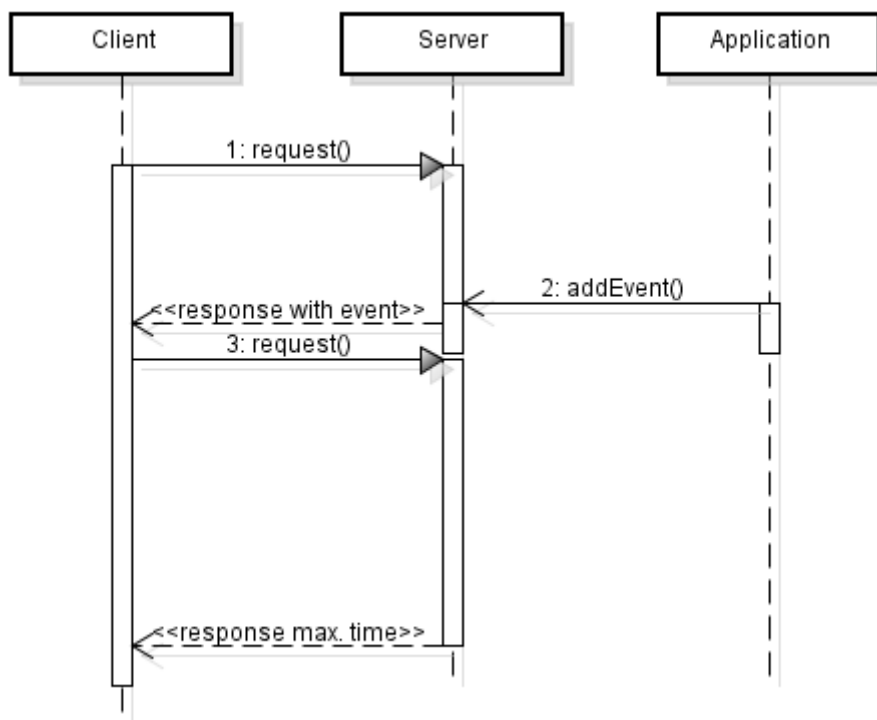 Client
Server
Application
1: request()
2: addEvent()
<<response with event>>
3: request()
<<response max. time>>